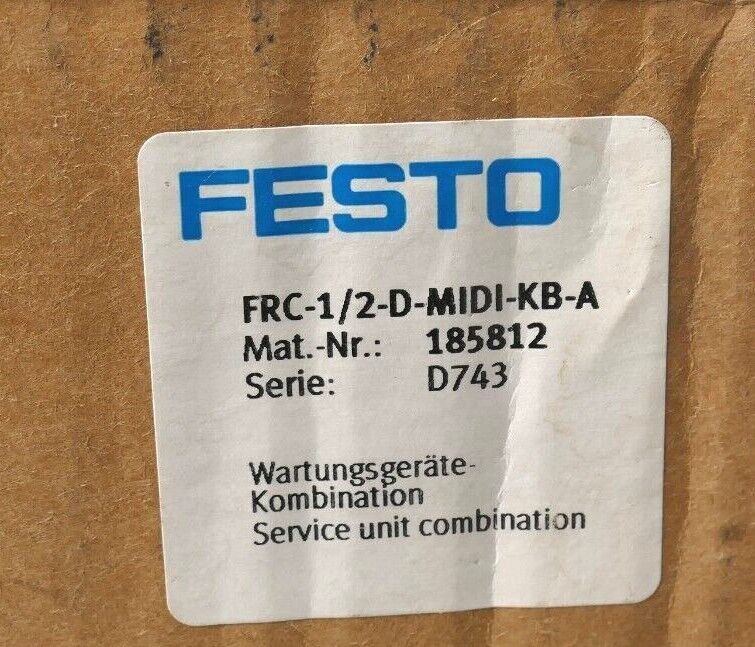 FESTO
FRC-1/2-D-MIDI-KB-A
Mat.-Nr.: 185812
Serie: D743
Wartungsgeräte-
Kombination
Service unit combination